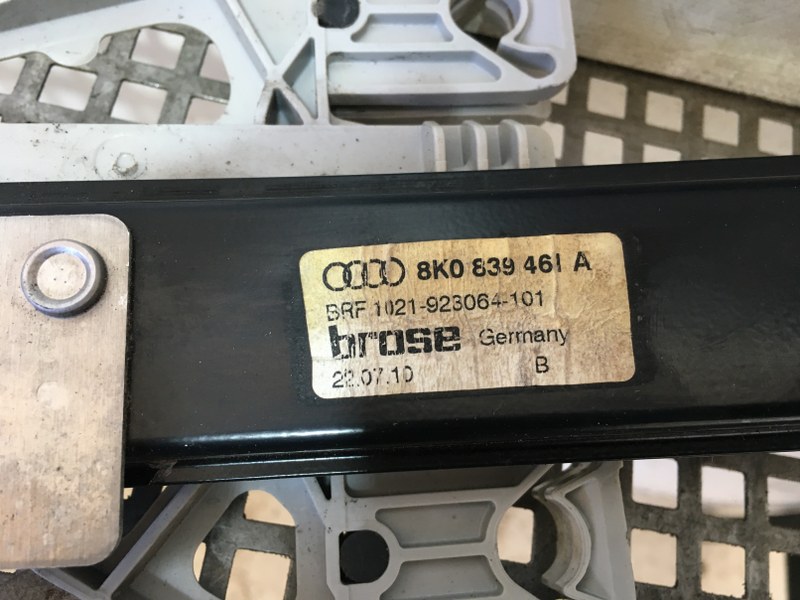 8K0 839 461 A
BRF 1021-923064-101
brose Germany
22.07.10 B